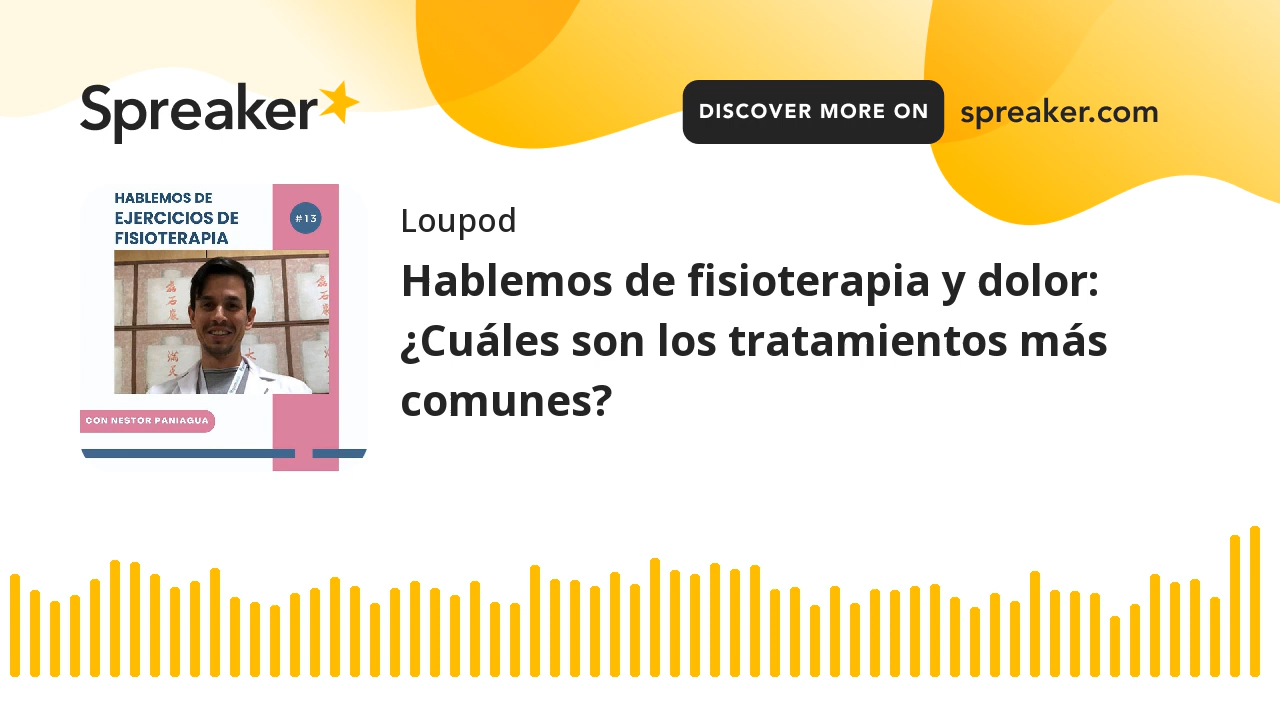 Spreaker
DISCOVER MORE ON
spreaker.com
HABLEMOS DE
EJERCICIOS DE
FISIOTERAPIA
#13
CON NESTOR PANIAGUA
Loupod
Hablemos de fisioterapia y dolor:
¿Cuáles son los tratamientos más
comunes?